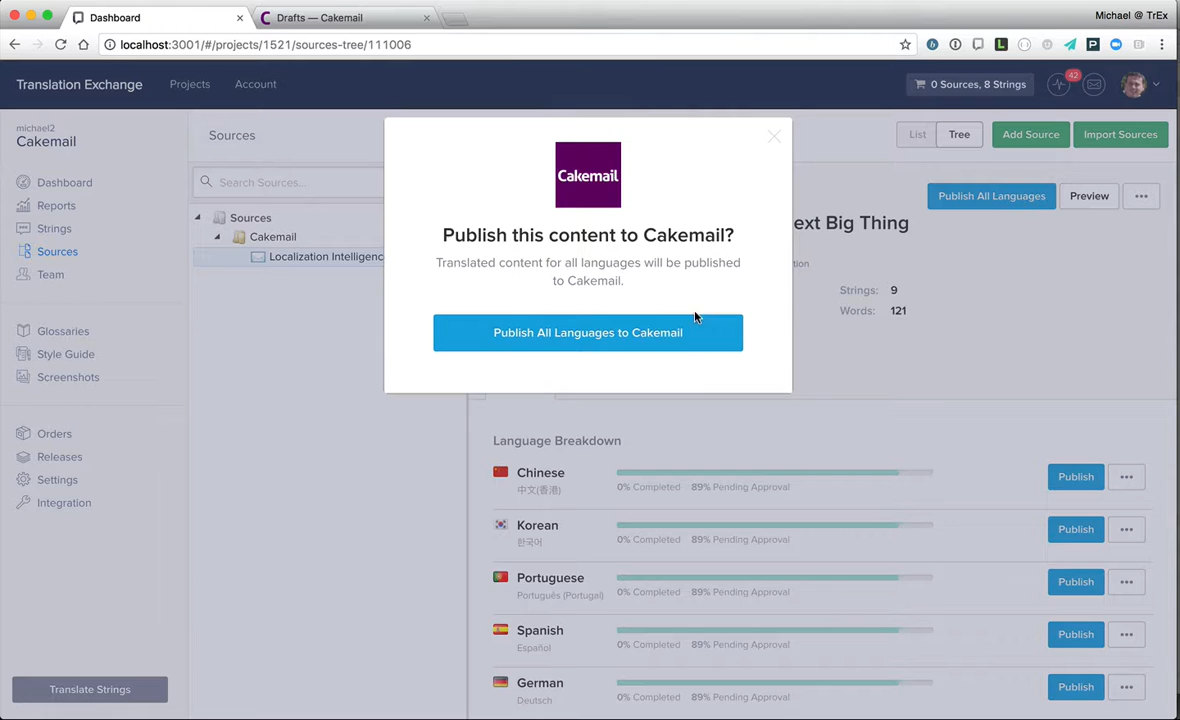 Dashboard
Drafts — Cakemail
Michael @ TrEx
localhost:3001/#/projects/1521/sources-tree/111006
Translation Exchange
Projects
Account
0 Sources, 8 Strings
42
michael2
Cakemail
Dashboard
Reports
Strings
Sources
Team
Glossaries
Style Guide
Screenshots
Orders
Releases
Settings
Integration
Translate Strings
Sources
List
Tree
Add Source
Import Sources
Search Sources...
Sources
Cakemail
Localization Intelligenc
Publish All Languages
Preview
ext Big Thing
Strings: 9
Words: 121
Cakemail
Publish this content to Cakemail?
Translated content for all languages will be published
to Cakemail.
Publish All Languages to Cakemail
Language Breakdown
Chinese
中文(香港)
0% Completed 89% Pending Approval
Publish
Korean
한국어
0% Completed 89% Pending Approval
Publish
Portuguese
Português (Portugal)
0% Completed 89% Pending Approval
Publish
Spanish
Español
0% Completed 89% Pending Approval
Publish
German
Deutsch
0% Completed 89% Pending Approval
Publish